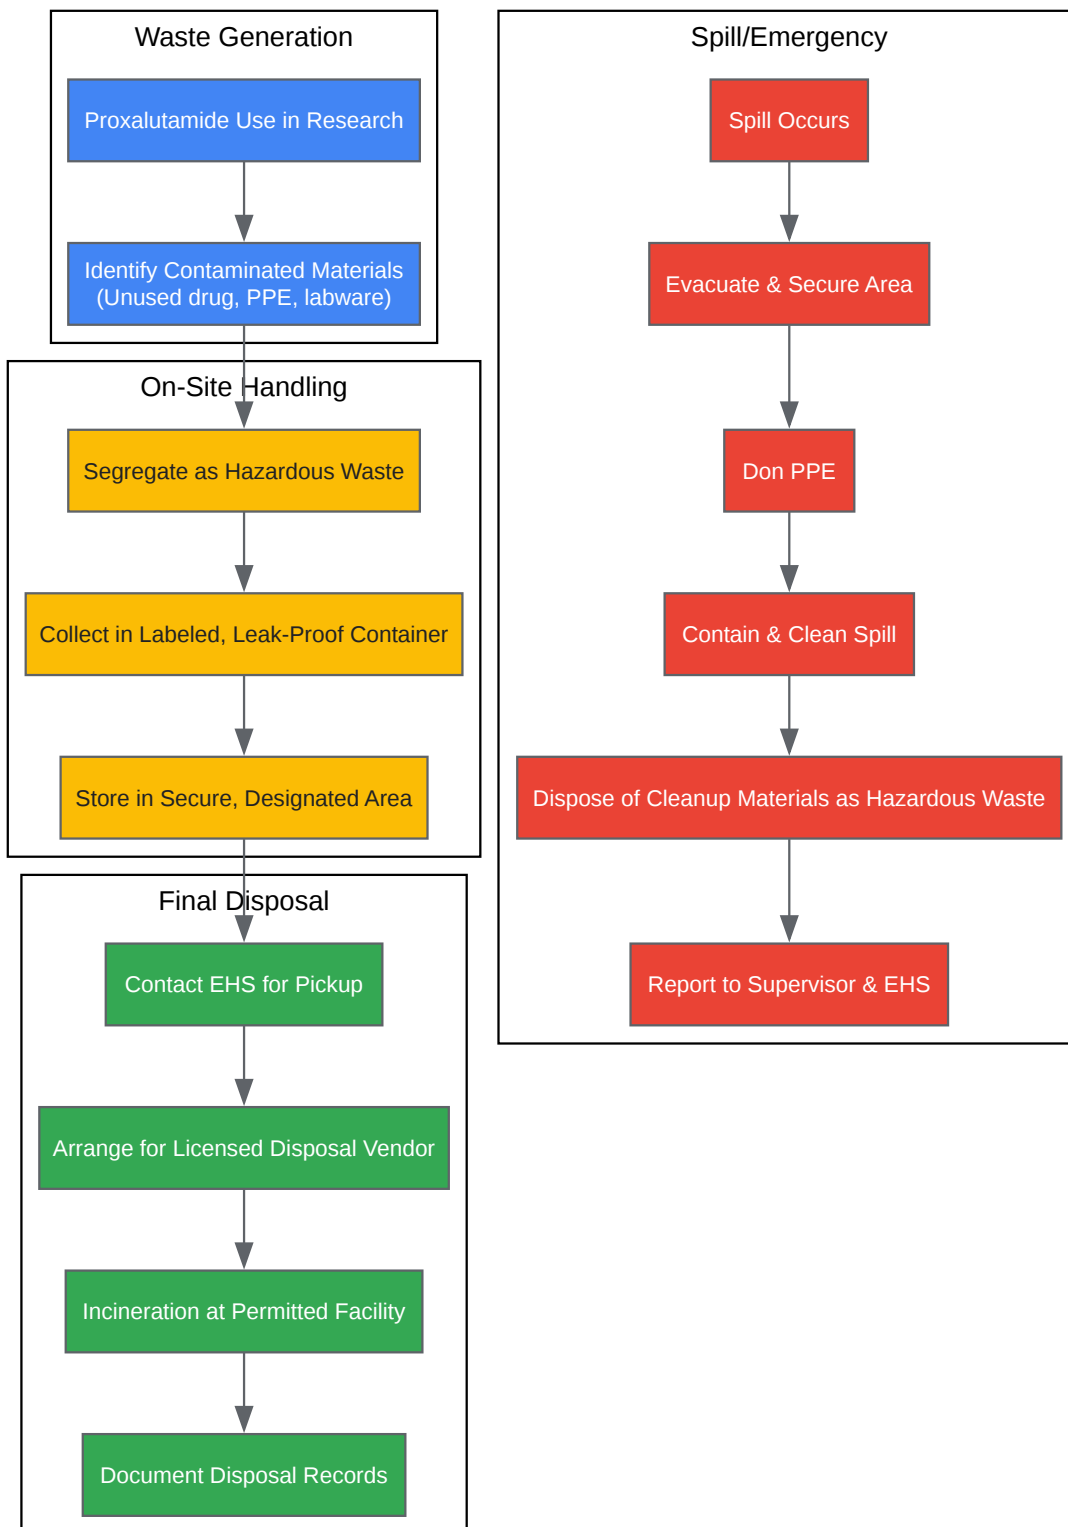 Waste Generation
Proxalutamide Use in Research
Identify Contaminated Materials
(Unused drug, PPE, labware)
On-Site Handling
Segregate as Hazardous Waste
Collect in Labeled, Leak-Proof Container
Store in Secure, Designated Area
Final Disposal
Contact EHS for Pickup
Arrange for Licensed Disposal Vendor
Incineration at Permitted Facility
Document Disposal Records
Spill/Emergency
Spill Occurs
Evacuate & Secure Area
Don PPE
Contain & Clean Spill
Dispose of Cleanup Materials as Hazardous Waste
Report to Supervisor & EHS